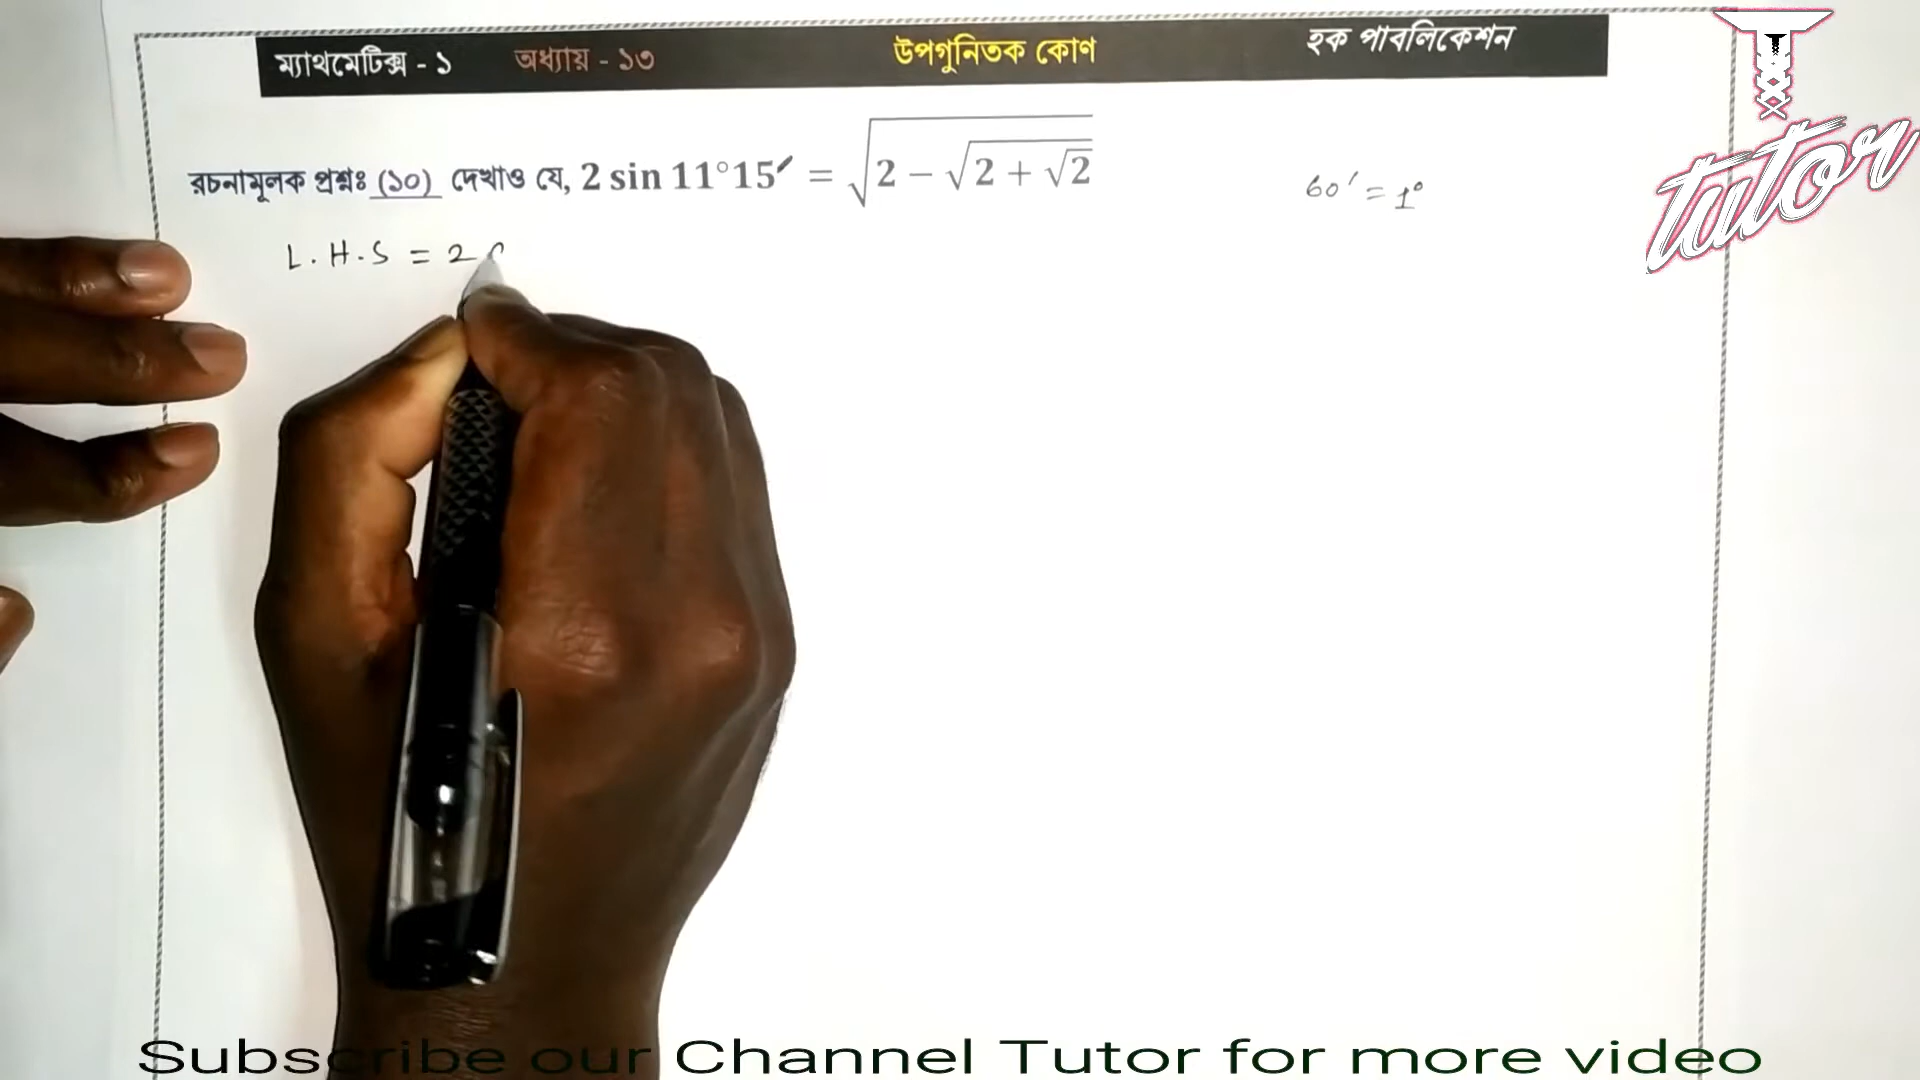 ম্যাথমেটিক্স - ১ অধ্যায় - ১৩ উপগুনিতক কোণ হক পাবলিকেশন
T
tutor
রচনামূলক প্রশ্নঃ (১০) দেখাও যে, 2 sin 11°15′ = √(2 − √(2 + √2))
60′ = 1°
L.H.S = 2
Subscribe our Channel Tutor for more video